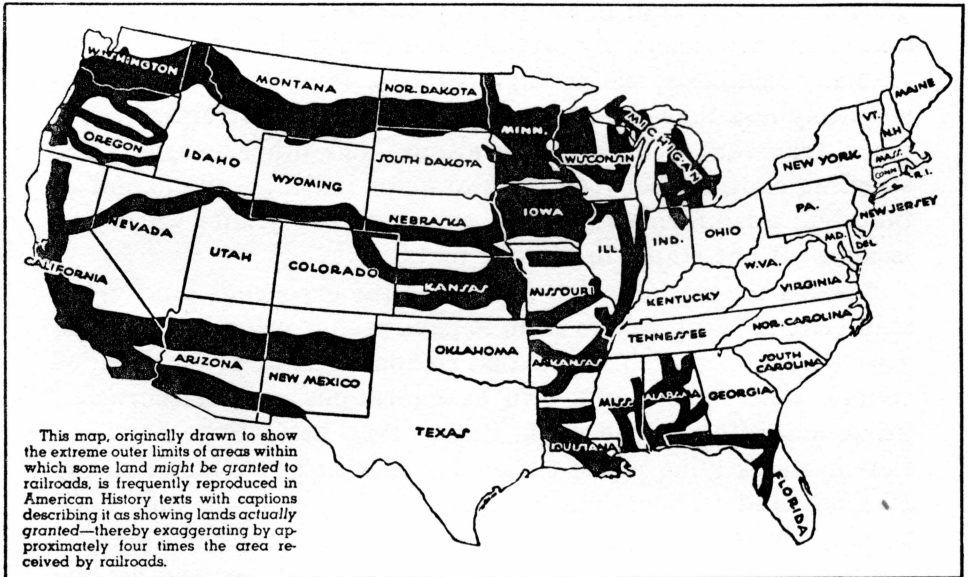 WASHINGTON
MONTANA
NOR. DAKOTA
MINN.
MICHIGAN
MAINE
VT.
N.H.
OREGON
IDAHO
SOUTH DAKOTA
WISCONSIN
NEW YORK
MASS.
CONN.
R.I.
WYOMING
NEBRASKA
IOWA
PA.
NEW JERSEY
NEVADA
UTAH
COLORADO
ILL.
IND.
OHIO
MD.
DEL.
CALIFORNIA
KANSAS
MISSOURI
W.VA.
VIRGINIA
KENTUCKY
TENNESSEE
NOR. CAROLINA
ARIZONA
NEW MEXICO
OKLAHOMA
ARKANSAS
SOUTH
CAROLINA
TEXAS
MISS.
ALABAMA
GEORGIA
LOUISIANA
FLORIDA
This map, originally drawn to show
the extreme outer limits of areas within
which some land might be granted to
railroads, is frequently reproduced in
American History texts with captions
describing it as showing lands actually
granted—thereby exaggerating by ap-
proximately four times the area re-
ceived by railroads.